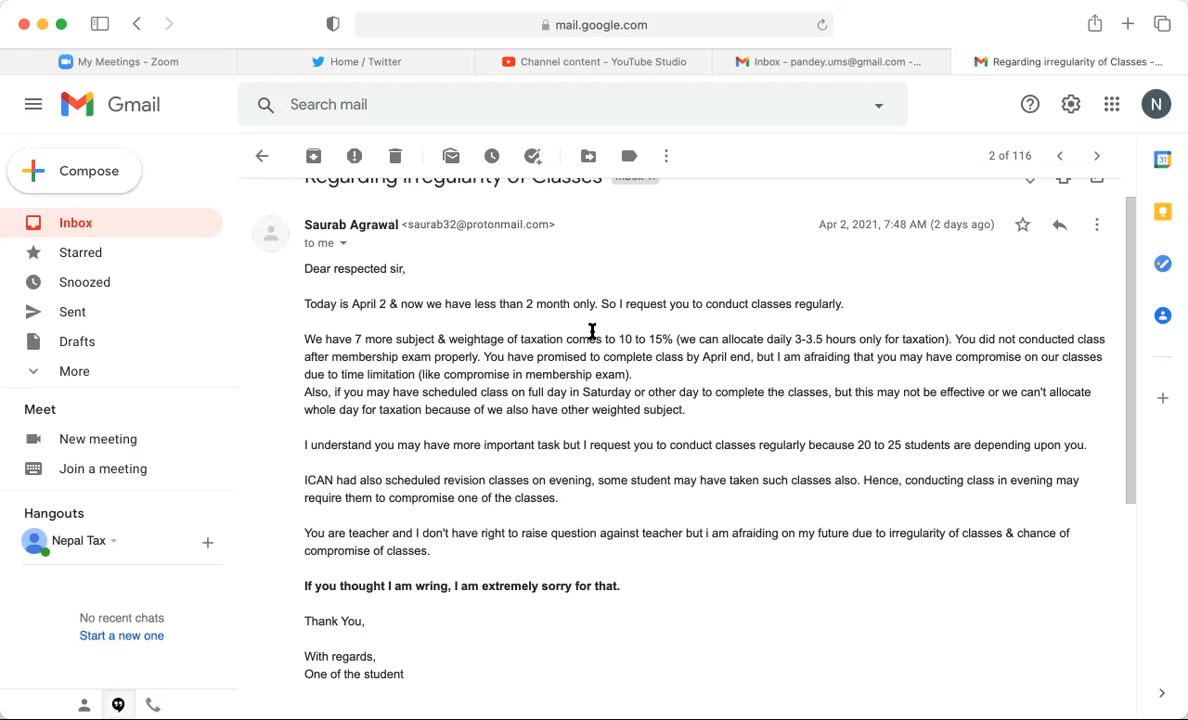 mail.google.com
My Meetings - Zoom
Home / Twitter
Channel content - YouTube Studio
Inbox - pandey.ums@gmail.com -...
Regarding irregularity of Classes -...
Gmail
Search mail
N
Compose
2 of 116
31
Regarding irregularity of Classes
Inbox
Inbox
Starred
Snoozed
Sent
Drafts
More
Meet
New meeting
Join a meeting
Hangouts
Nepal Tax
No recent chats
Start a new one
Saurab Agrawal <saurab32@protonmail.com>
Apr 2, 2021, 7:48 AM (2 days ago)
to me
Dear respected sir,
Today is April 2 & now we have less than 2 month only. So I request you to conduct classes regularly.
We have 7 more subject & weightage of taxation comes to 10 to 15% (we can allocate daily 3-3.5 hours only for taxation). You did not conducted class
after membership exam properly. You have promised to complete class by April end, but I am afraiding that you may have compromise on our classes
due to time limitation (like compromise in membership exam).
Also, if you may have scheduled class on full day in Saturday or other day to complete the classes, but this may not be effective or we can't allocate
whole day for taxation because of we also have other weighted subject.
I understand you may have more important task but I request you to conduct classes regularly because 20 to 25 students are depending upon you.
ICAN had also scheduled revision classes on evening, some student may have taken such classes also. Hence, conducting class in evening may
require them to compromise one of the classes.
You are teacher and I don't have right to raise question against teacher but i am afraiding on my future due to irregularity of classes & chance of
compromise of classes.
If you thought I am wring, I am extremely sorry for that.
Thank You,
With regards,
One of the student